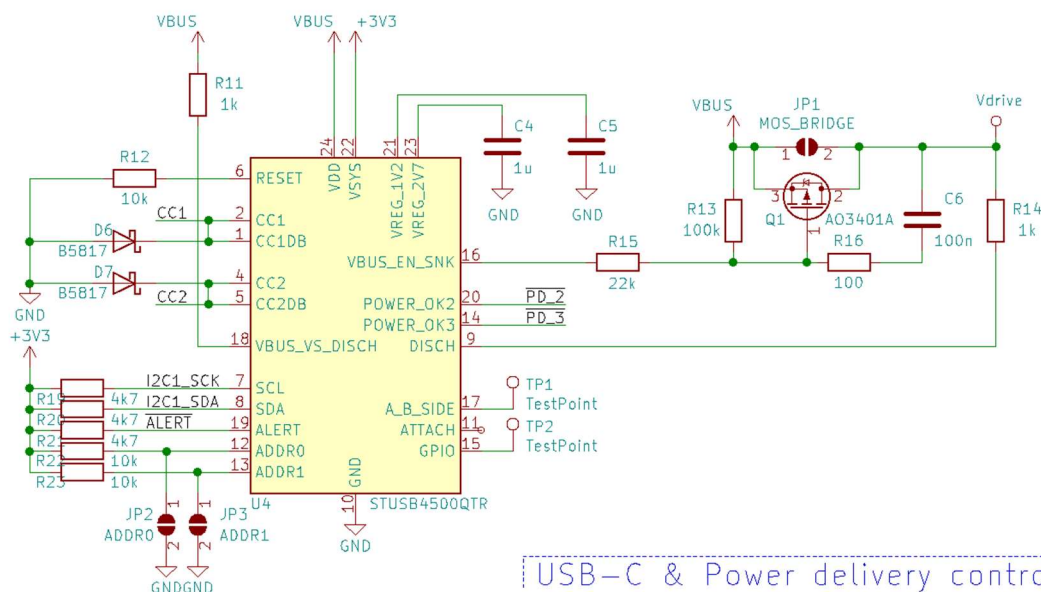 VBUS
VBUS
+3V3
R11
1k
C4
1u
C5
1u
GND
GND
VBUS
JP1
MOS_BRIDGE
1
2
Vdrive
R12
10k
6
RESET
24
VDD
22
VSYS
21
VREG_1V2
23
VREG_2V7
CC1
2
CC1
1
CC1DB
D6
B5817
4
CC2
D7
B5817
CC2
5
CC2DB
GND
18
VBUS_VS_DISCH
R13
100k
3
2
Q1
AO3401A
1
C6
100n
R14
1k
VBUS_EN_SNK
16
R15
22k
R16
100
POWER_OK2
20
PD_2
POWER_OK3
14
PD_3
DISCH
9
+3V3
I2C1_SCK
7
SCL
R19
4k7
I2C1_SDA
8
SDA
R20
4k7
ALERT
19
ALERT
R21
4k7
12
ADDR0
R22
10k
13
ADDR1
R23
10k
A_B_SIDE
17
TP1
TestPoint
ATTACH
11
TP2
TestPoint
GPIO
15
GND
10
U4
STUSB4500QTR
GND
JP2
ADDR0
1
2
JP3
ADDR1
1
2
GND
GND
USB-C & Power delivery contro